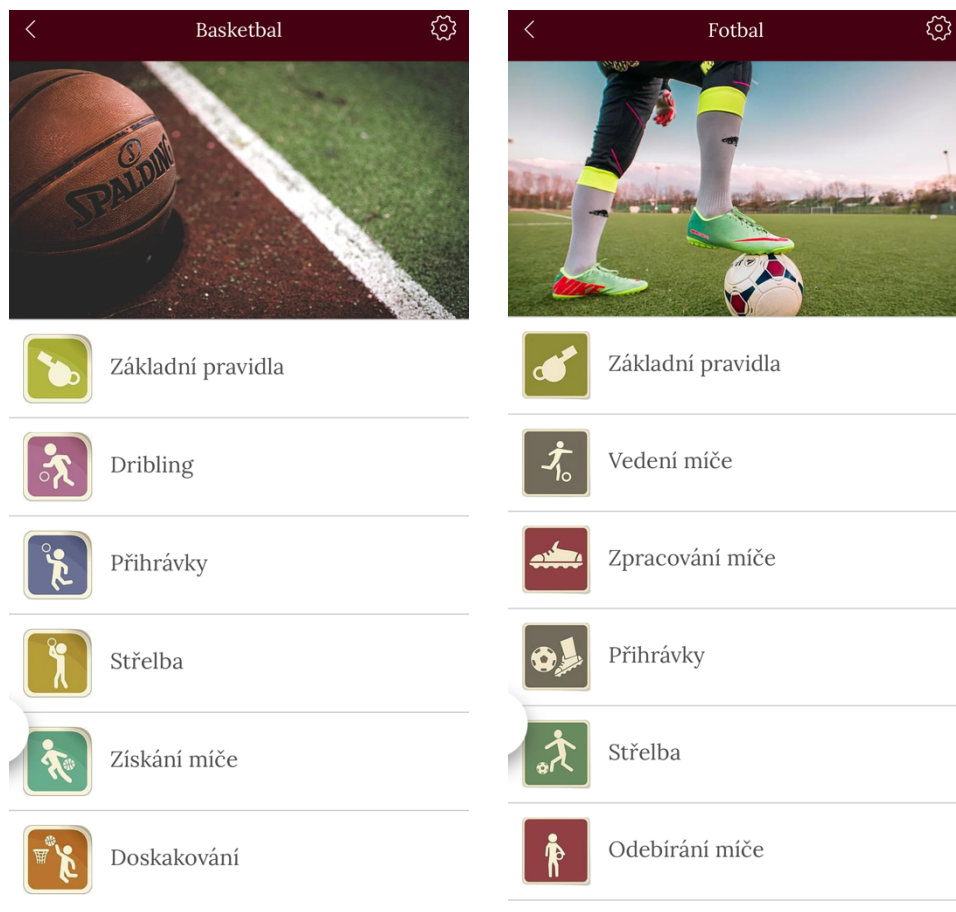 Basketbal
SPALDING
Základní pravidla
Dribling
Přihrávky
Střelba
Získání míče
Doskakování
Fotbal
Základní pravidla
Vedení míče
Zpracování míče
Přihrávky
Střelba
Odebírání míče